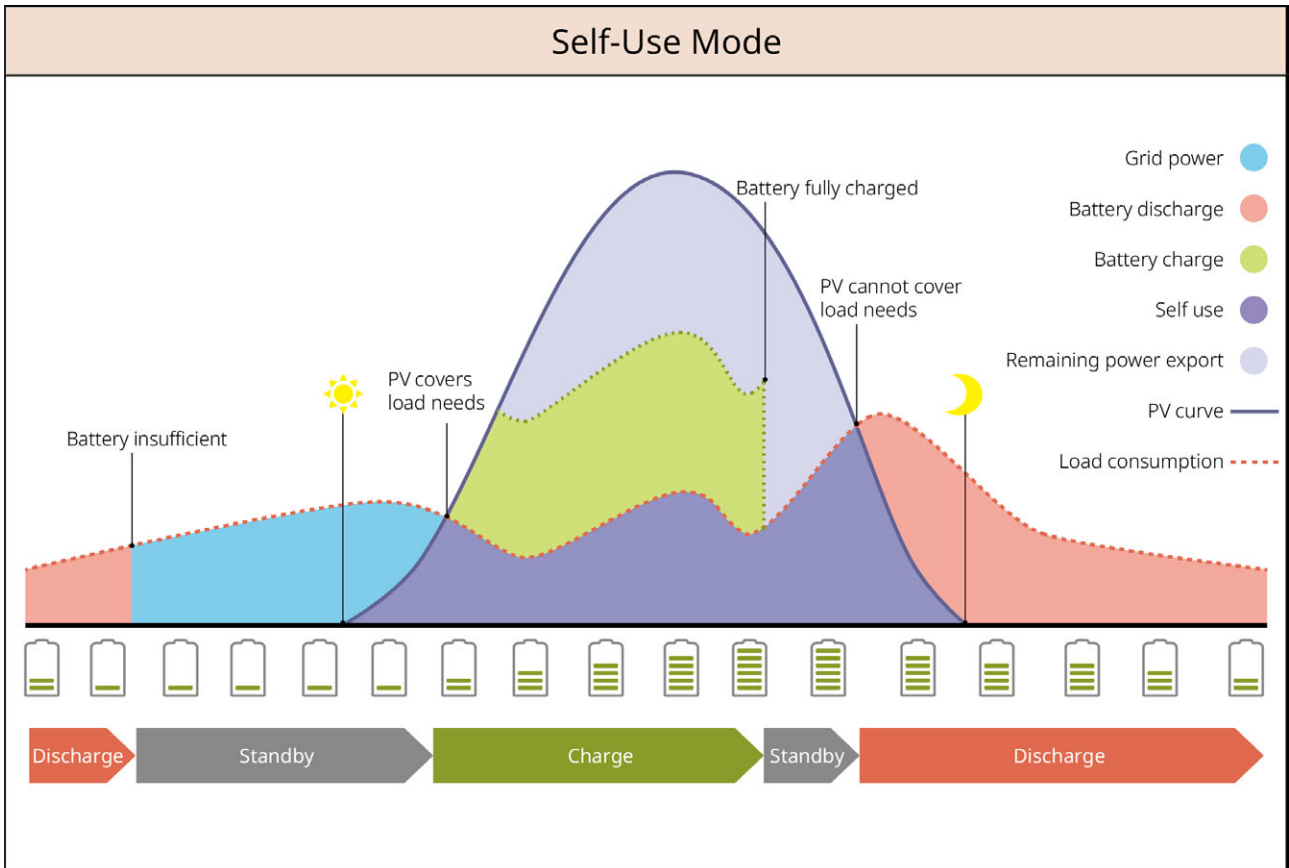 Self-Use Mode
Grid power
Battery discharge
Battery charge
Self use
Remaining power export
PV curve
Load consumption
Battery fully charged
PV cannot cover
load needs
PV covers
load needs
Battery insufficient
Discharge
Standby
Charge
Standby
Discharge